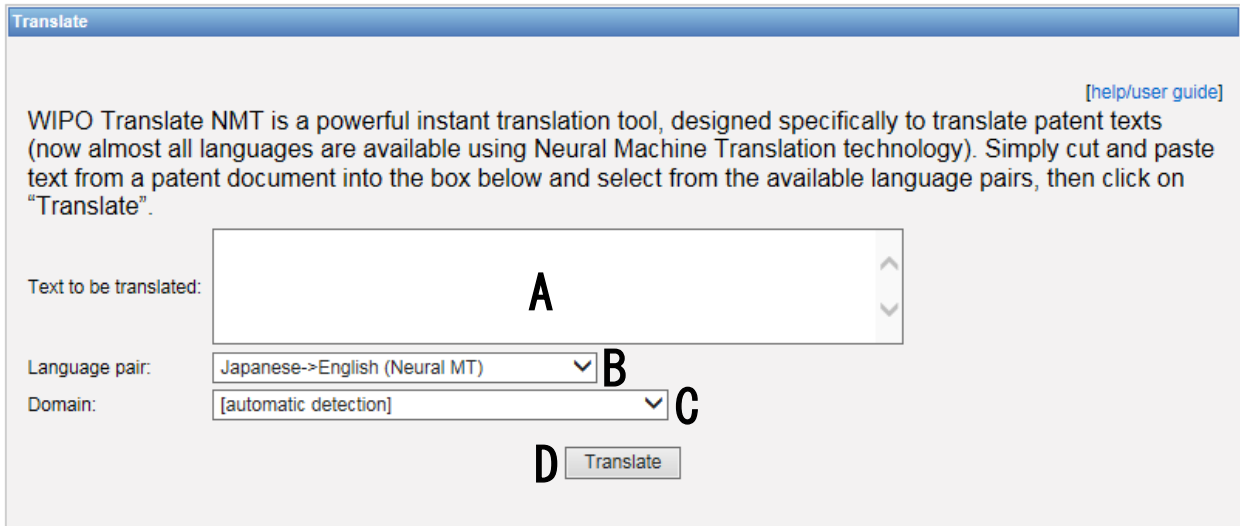 Translate
[help/user guide]
WIPO Translate NMT is a powerful instant translation tool, designed specifically to translate patent texts
(now almost all languages are available using Neural Machine Translation technology). Simply cut and paste
text from a patent document into the box below and select from the available language pairs, then click on
“Translate”.
Text to be translated: A
Language pair: Japanese->English (Neural MT) B
Domain: [automatic detection] C
D Translate